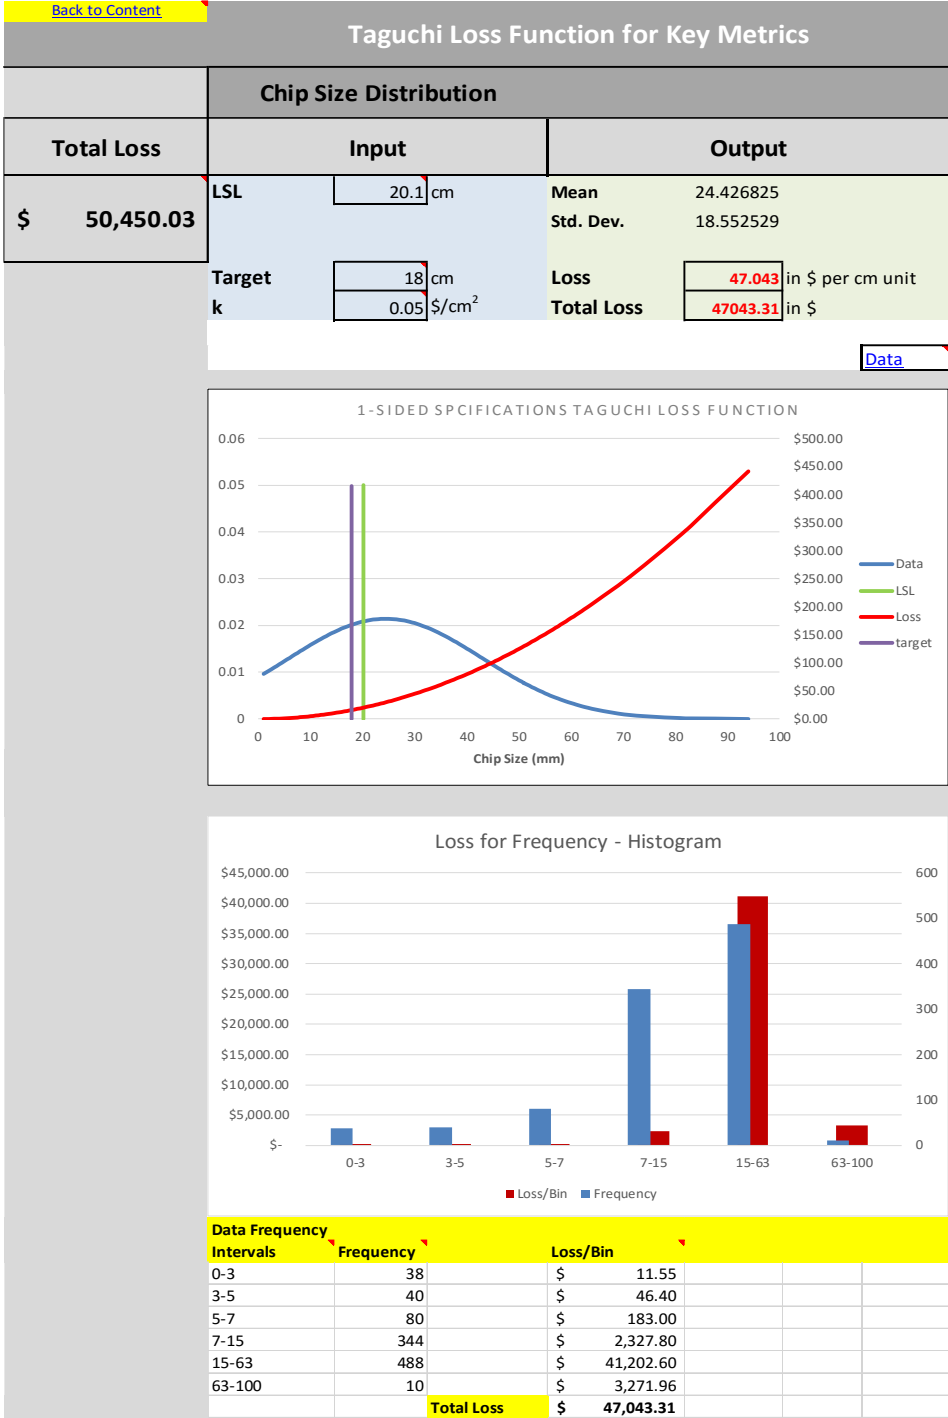 Back to Content
Taguchi Loss Function for Key Metrics
Chip Size Distribution
Total Loss Input Output
$ 50,450.03
LSL 20.1 cm Mean 24.426825
Std. Dev. 18.552529
Target 18 cm Loss 47.043 in $ per cm unit
k 0.05 $/cm² Total Loss 47043.31 in $
Data
1-SIDED SPCIFICATIONS TAGUCHI LOSS FUNCTION
0.06 $500.00
$450.00
0.05 $400.00
0.04 $350.00
$300.00
0.03 $250.00
0.02 $200.00
$150.00
0.01 $100.00
$50.00
0 $0.00
0 10 20 30 40 50 60 70 80 90 100
Chip Size (mm)
Data
LSL
Loss
target
Loss for Frequency - Histogram
$45,000.00 600
$40,000.00
$35,000.00 500
$30,000.00 400
$25,000.00
$20,000.00 300
$15,000.00 200
$10,000.00
$5,000.00 100
$- 0
0-3 3-5 5-7 7-15 15-63 63-100
Loss/Bin Frequency
Data Frequency
Intervals Frequency Loss/Bin
0-3 38 $ 11.55
3-5 40 $ 46.40
5-7 80 $ 183.00
7-15 344 $ 2,327.80
15-63 488 $ 41,202.60
63-100 10 $ 3,271.96
Total Loss $ 47,043.31